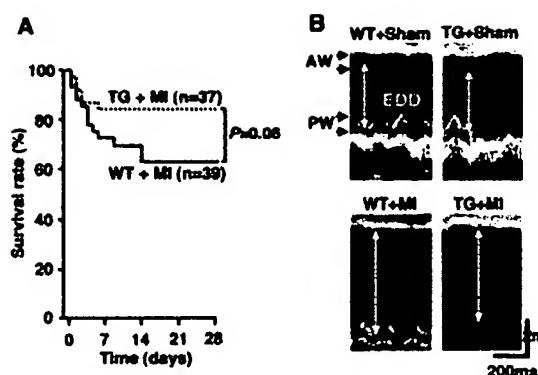 A
Survival rate (%)
100
80
60
40
20
0
TG + MI (n=37)
P=0.06
WT + MI (n=39)
0 7 14 21 28
Time (days)
B
WT+Sham TG+Sham
AW
EDD
PW
WT+MI TG+MI
200ms